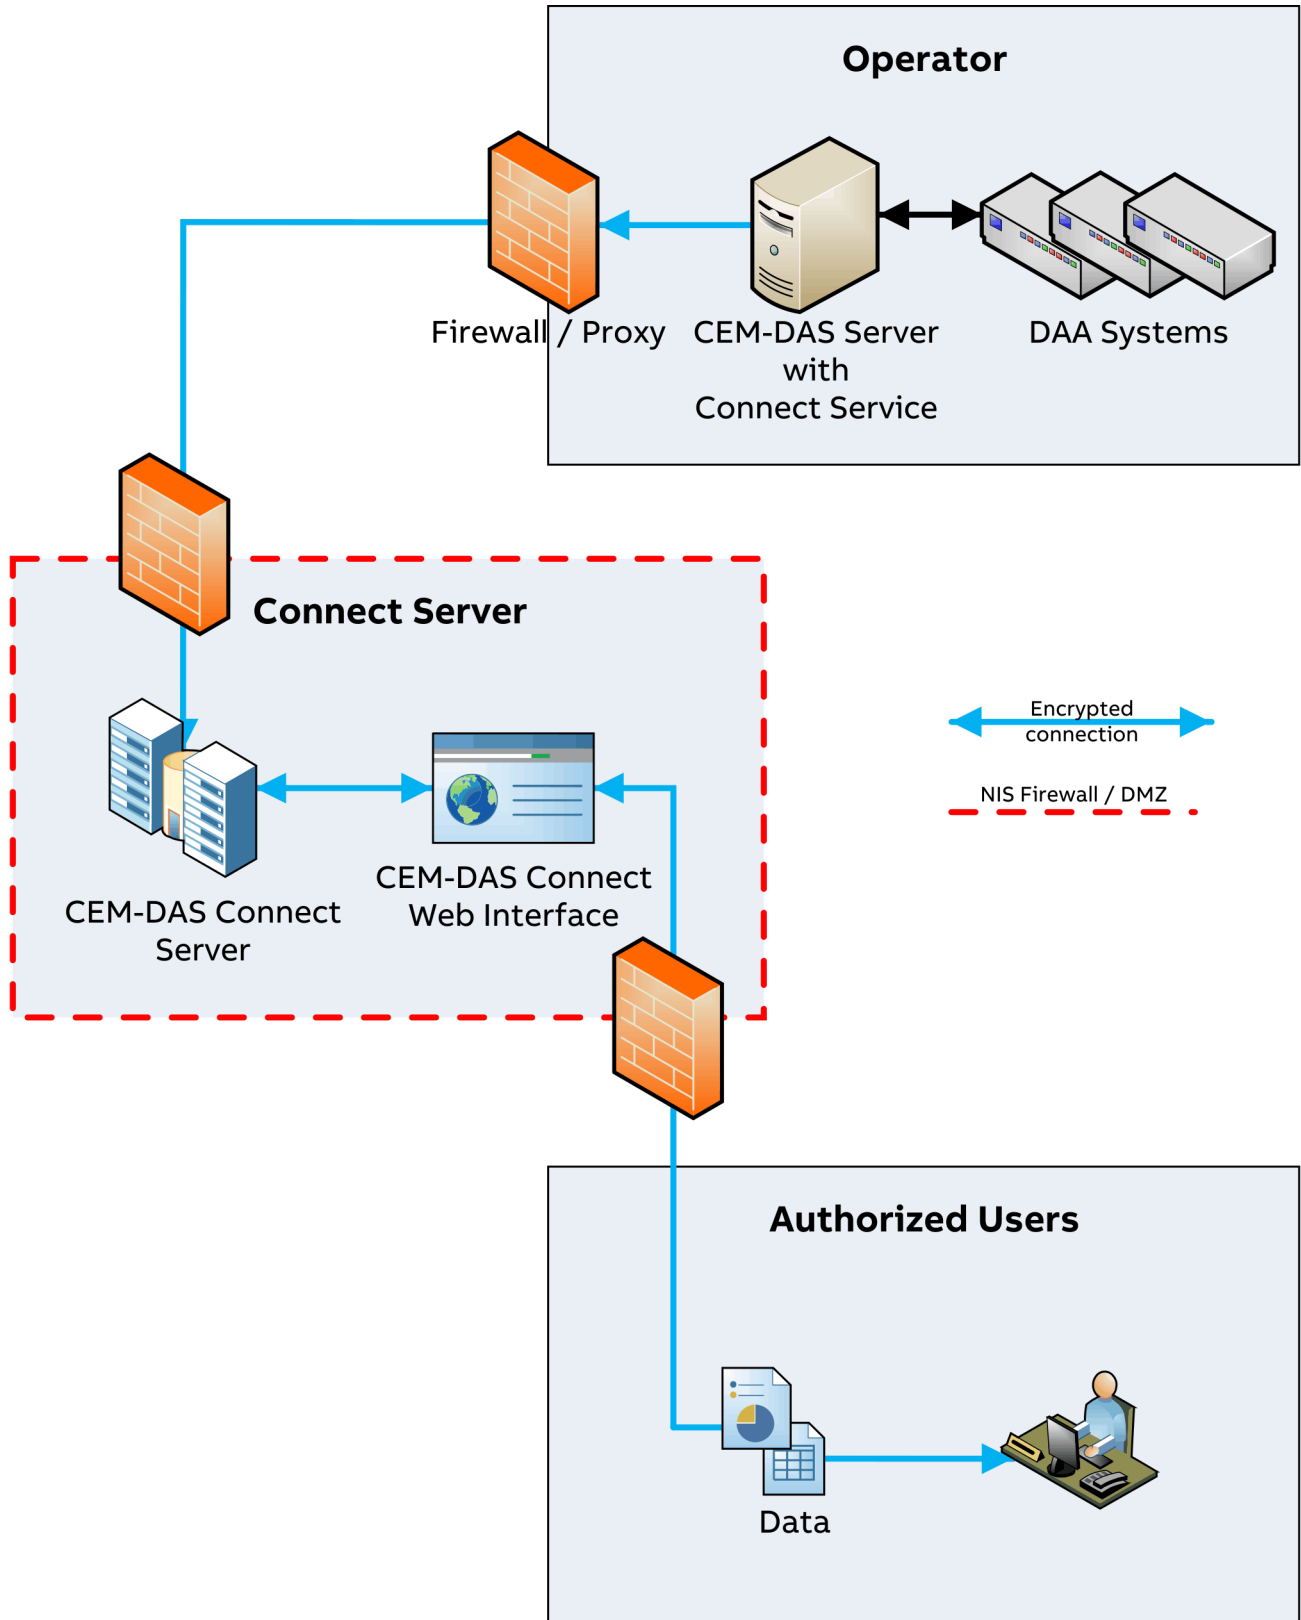 Operator
Firewall / Proxy
CEM-DAS Server
with
Connect Service
DAA Systems
Connect Server
CEM-DAS Connect
Server
CEM-DAS Connect
Web Interface
Encrypted
connection
NIS Firewall / DMZ
Authorized Users
Data